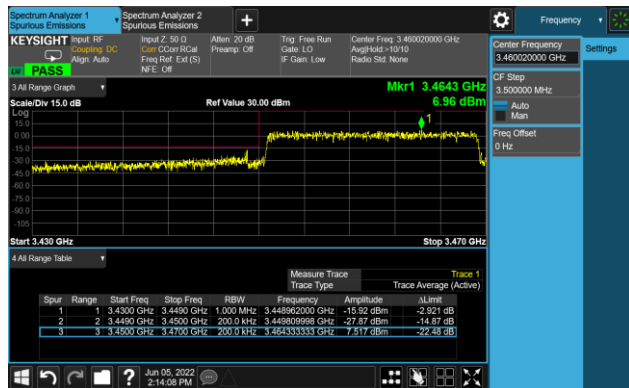 Spectrum Analyzer 1
Spurious Emissions
Spectrum Analyzer 2
Spurious Emissions
+
Frequency
KEYSIGHT Input: RF
Coupling: DC
Align: Auto
Input Z: 50 Ω
Corr CCorr RCal
Freq Ref: Ext (S)
NFE: Off
Atten: 20 dB
Preamp: Off
Trig: Free Run
Gate: LO
IF Gain: Low
Center Freq: 3.460020000 GHz
Avg|Hold:>10/10
Radio Std: None
PASS
Center Frequency
3.460020000 GHz
Settings
CF Step
3.500000 MHz
Auto
Man
Freq Offset
0 Hz
3 All Range Graph
Mkr1 3.4643 GHz
Scale/Div 15.0 dB
Ref Value 30.00 dBm
6.96 dBm
Log
15.0
0.00
-15.0
-30.0
-45.0
-60.0
-75.0
-90.0
-105
1
Start 3.430 GHz
Stop 3.470 GHz
4 All Range Table
Measure Trace Trace 1
Trace Type Trace Average (Active)
Spur Range Start Freq Stop Freq RBW Frequency Amplitude ΔLimit
1 1 3.4300 GHz 3.4490 GHz 1.000 MHz 3.448962000 GHz -15.92 dBm -2.921 dB
2 2 3.4490 GHz 3.4500 GHz 200.0 kHz 3.449809998 GHz -27.87 dBm -14.87 dB
3 3 3.4500 GHz 3.4700 GHz 200.0 kHz 3.464333333 GHz 7.517 dBm -22.48 dB
?
Jun 05, 2022
2:14:08 PM